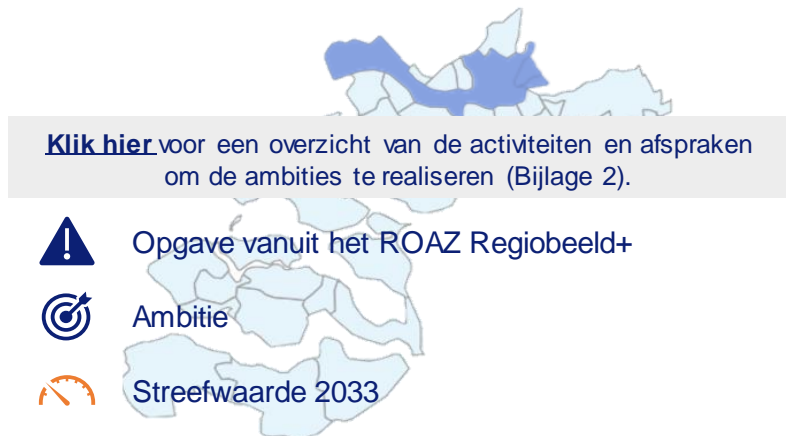 Klik hier voor een overzicht van de activiteiten en afspraken
om de ambities te realiseren (Bijlage 2).
Opgave vanuit het ROAZ Regiobeeld+
Ambitie
Streefwaarde 2033